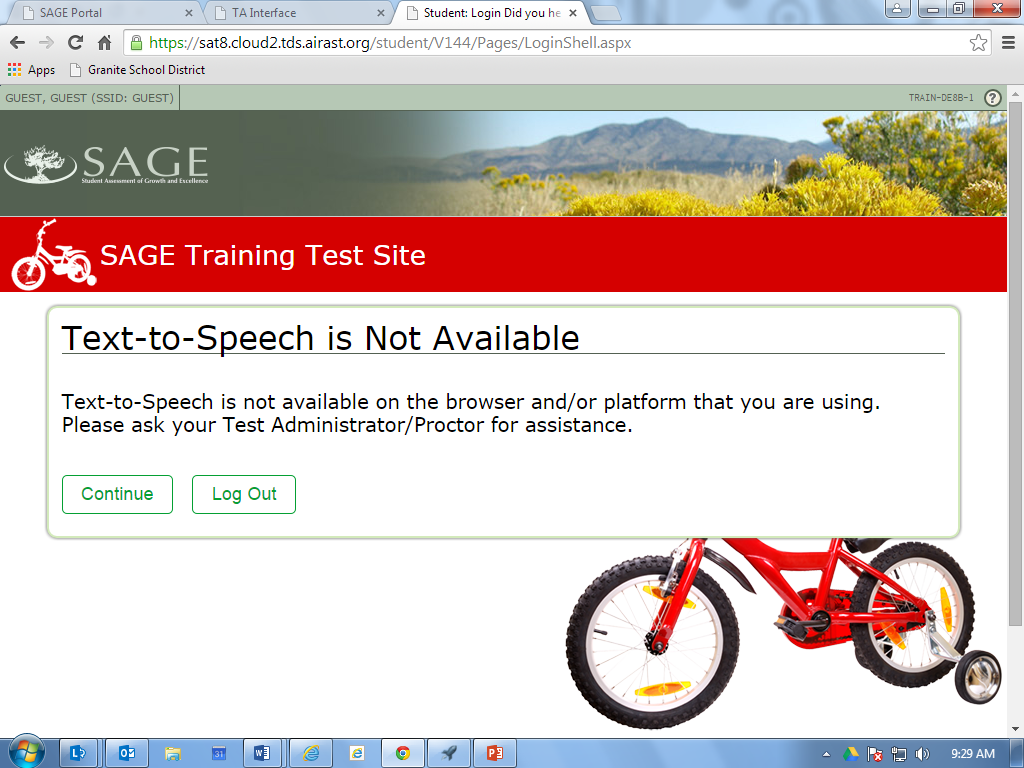 SAGE Portal
TA Interface
Student: Login Did you he
https://sat8.cloud2.tds.airast.org/student/V144/Pages/LoginShell.aspx
Apps
Granite School District
GUEST, GUEST (SSID: GUEST)
TRAIN-DE8B-1
?
SAGE
Student Assessment of Growth and Excellence
SAGE Training Test Site
Text-to-Speech is Not Available
Text-to-Speech is not available on the browser and/or platform that you are using.
Please ask your Test Administrator/Proctor for assistance.
Continue
Log Out
31
9:29 AM